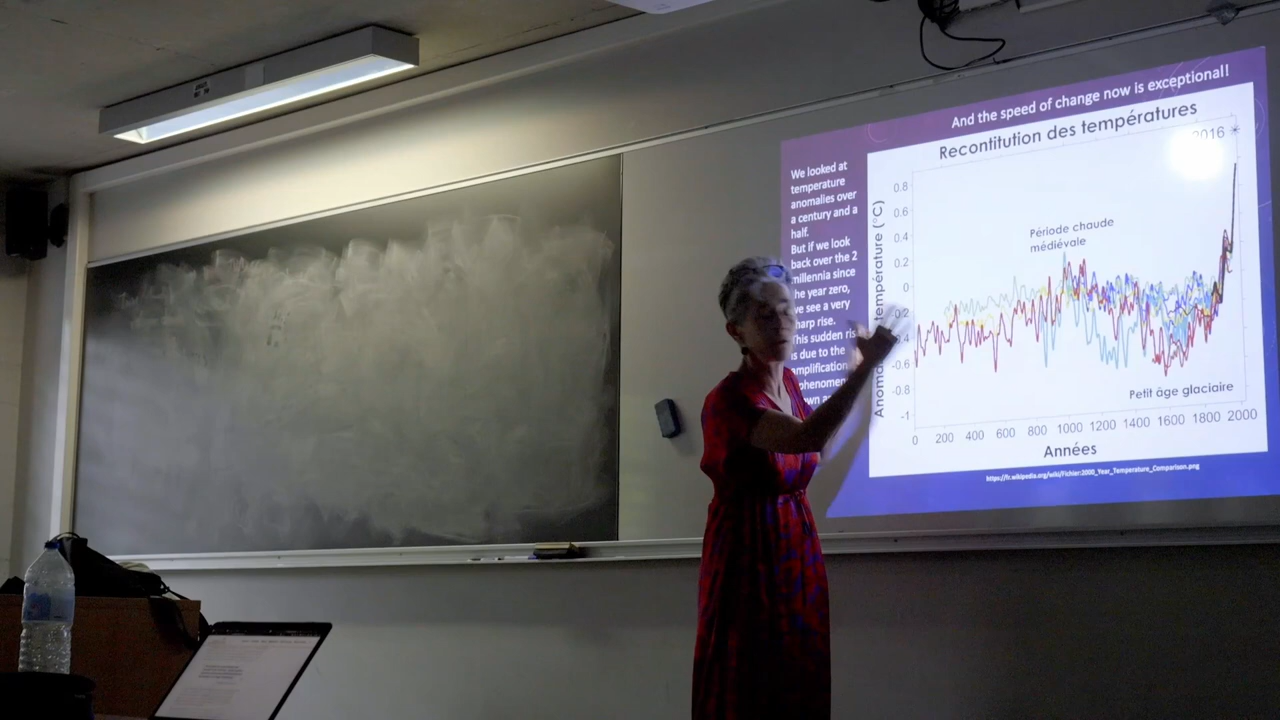 And the speed of change now is exceptional!
We looked at
temperature
anomalies over
a century and a
half.
But if we look
back over the 2
millennia since
the year zero,
we see a very
sharp rise.
This sudden ris
is due to the
amplification
phenomen
wn a
Recontitution des températures
2016 *
Période chaude
médiévale
Petit âge glaciaire
température (°C)
0.8
0.6
0.4
0.2
0
-0.6
-0.8
-1
0 200 400 600 800 1000 1200 1400 1600 1800 2000
Années
https://fr.wikipedia.org/wiki/Fichier:2000_Year_Temperature_Comparison.png